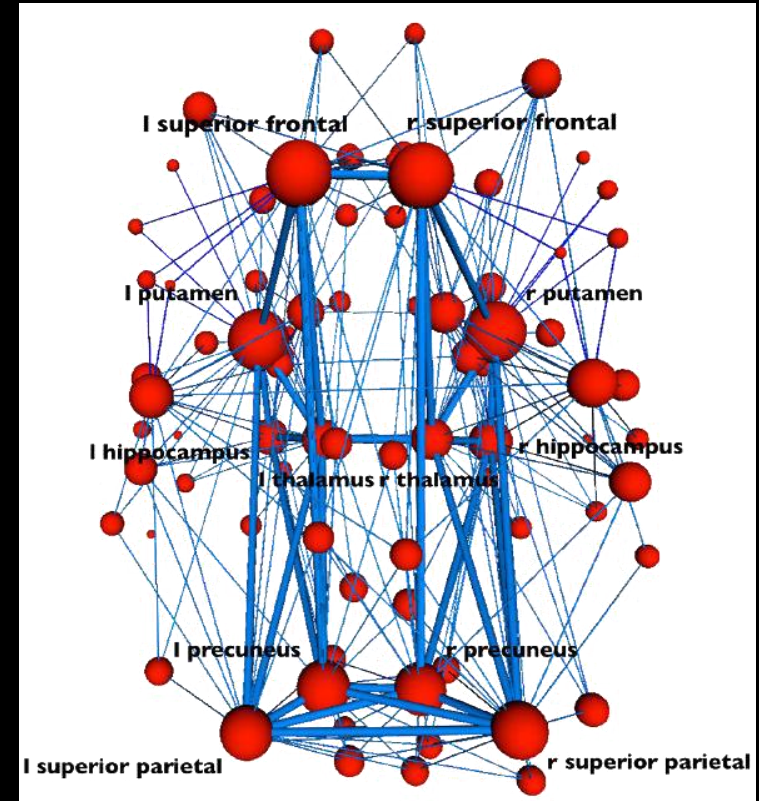 l superior frontal
r superior frontal
l putamen
r putamen
l hippocampus
r hippocampus
l thalamus
r thalamus
l precuneus
r precuneus
l superior parietal
r superior parietal